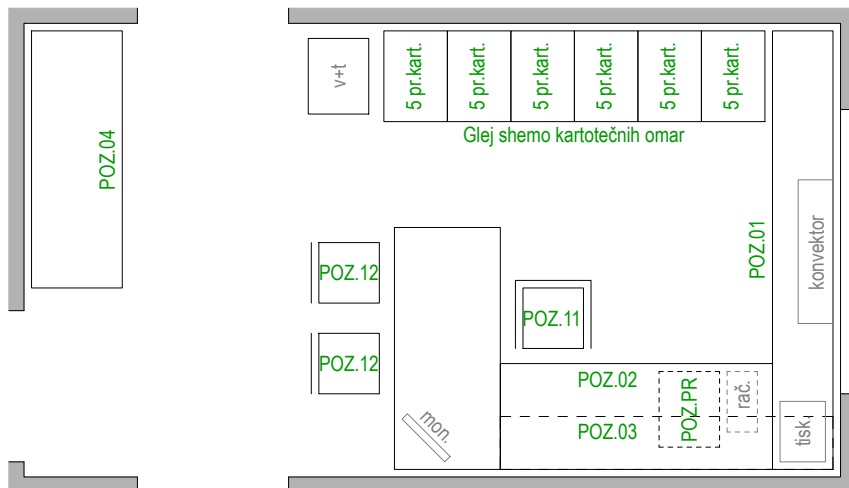 v+t
5 pr.kart.
5 pr.kart.
5 pr.kart.
5 pr.kart.
5 pr.kart.
5 pr.kart.
Glej shemo kartotečnih omar
POZ.04
POZ.01
konvektor
POZ.12
POZ.11
POZ.12
POZ.02
POZ.PR
rač.
mon.
POZ.03
tisk.